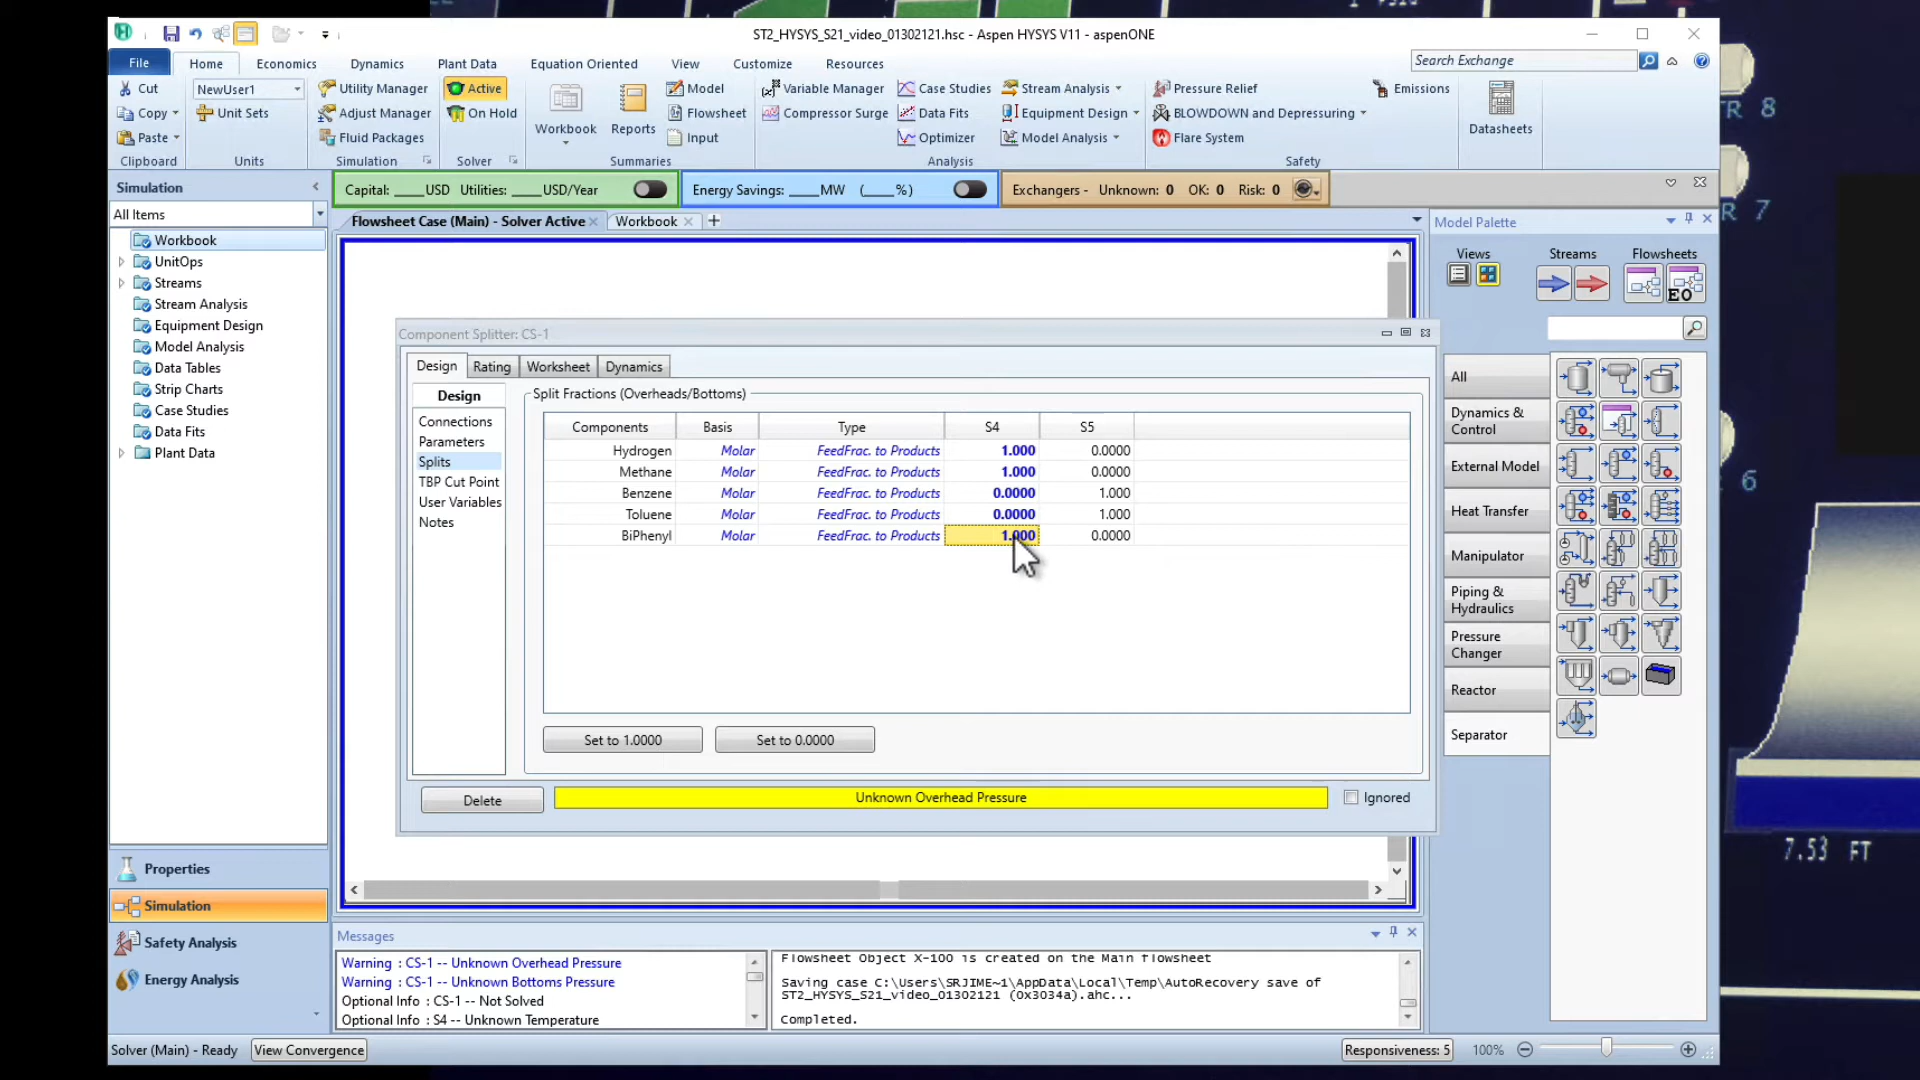 ST2_HYSYS_S21_video_01302121.hsc - Aspen HYSYS V11 - aspenONE
File Home Economics Dynamics Plant Data Equation Oriented View Customize Resources
Search Exchange
Cut
Copy
Paste
Clipboard
NewUser1
Unit Sets
Units
Utility Manager
Adjust Manager
Fluid Packages
Simulation
Active
On Hold
Solver
Workbook
Reports
Model
Flowsheet
Input
Summaries
Variable Manager
Compressor Surge
Case Studies
Data Fits
Optimizer
Stream Analysis
Equipment Design
Model Analysis
Analysis
Pressure Relief
BLOWDOWN and Depressuring
Flare System
Emissions
Safety
Datasheets
Capital: ____USD Utilities: ____USD/Year
Energy Savings: ____MW (____%)
Exchangers - Unknown: 0 OK: 0 Risk: 0
Simulation
All Items
Workbook
UnitOps
Streams
Stream Analysis
Equipment Design
Model Analysis
Data Tables
Strip Charts
Case Studies
Data Fits
Plant Data
Properties
Simulation
Safety Analysis
Energy Analysis
Flowsheet Case (Main) - Solver Active
Workbook
Component Splitter: CS-1
Design Rating Worksheet Dynamics
Design
Connections
Parameters
Splits
TBP Cut Point
User Variables
Notes
Split Fractions (Overheads/Bottoms)
Components Basis Type S4 S5
Hydrogen Molar FeedFrac. to Products 1.000 0.0000
Methane Molar FeedFrac. to Products 1.000 0.0000
Benzene Molar FeedFrac. to Products 0.0000 1.000
Toluene Molar FeedFrac. to Products 0.0000 1.000
BiPhenyl Molar FeedFrac. to Products 1.000 0.0000
Set to 1.0000
Set to 0.0000
Delete
Unknown Overhead Pressure
Ignored
Model Palette
Views Streams Flowsheets
EO
All
Dynamics & Control
External Model
Heat Transfer
Manipulator
Piping & Hydraulics
Pressure Changer
Reactor
Separator
Messages
Warning : CS-1 -- Unknown Overhead Pressure
Warning : CS-1 -- Unknown Bottoms Pressure
Optional Info : CS-1 -- Not Solved
Optional Info : S4 -- Unknown Temperature
Flowsheet Object X-100 is created on the Main flowsheet
Saving case C:\Users\SRJIME~1\AppData\Local\Temp\AutoRecovery save of
ST2_HYSYS_S21_video_01302121 (0x3034a).ahc...
Completed.
Solver (Main) - Ready
View Convergence
Responsiveness: 5
100%
TR 8
R 7
6
7.53 FT